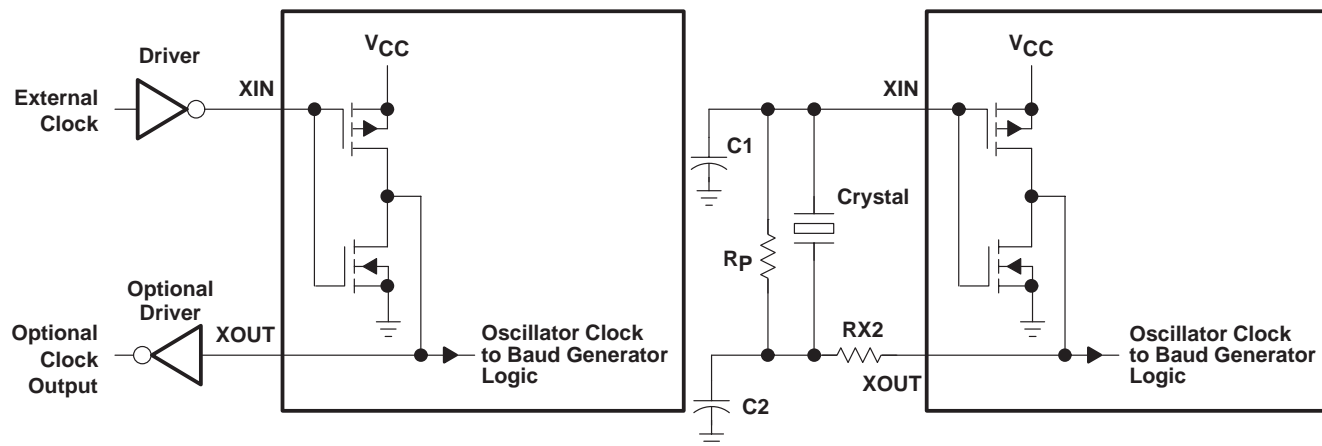 Driver
VCC
XIN
External
Clock
Optional
Driver
XOUT
Optional
Clock
Output
Oscillator Clock
to Baud Generator
Logic
VCC
XIN
C1
Crystal
RP
RX2
XOUT
C2
Oscillator Clock
to Baud Generator
Logic